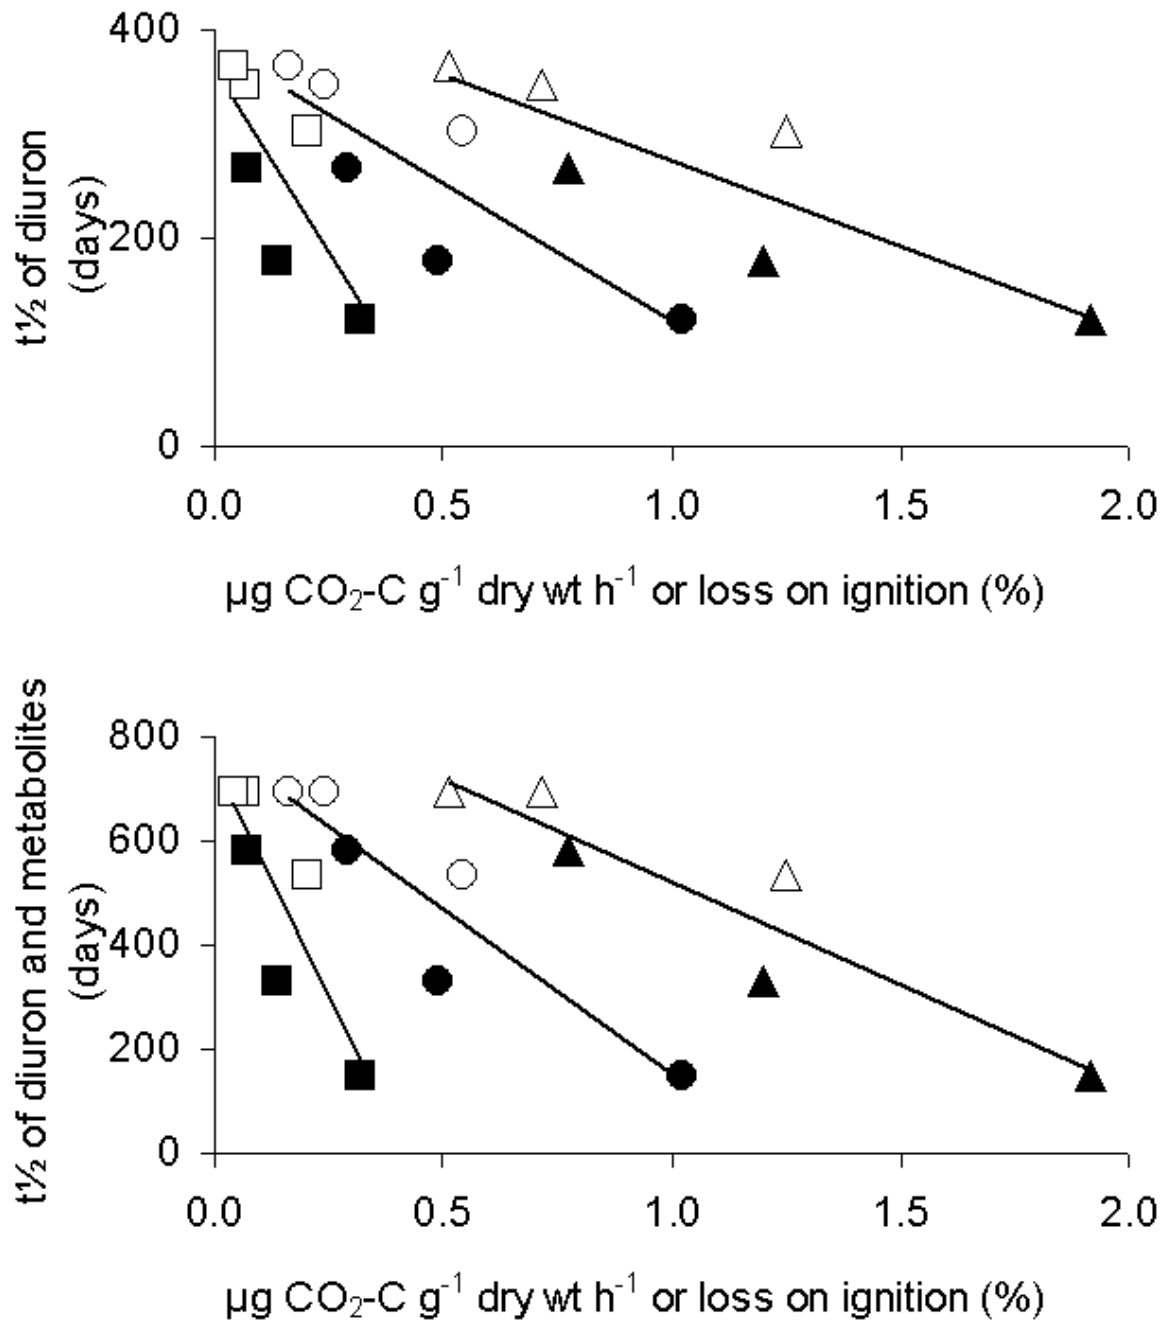 400
200
0
t½ of diuron
(days)
0.0 0.5 1.0 1.5 2.0
µg CO₂-C g⁻¹ dry wt h⁻¹ or loss on ignition (%)
800
600
400
200
0
t½ of diuron and metabolites
(days)
0.0 0.5 1.0 1.5 2.0
µg CO₂-C g⁻¹ dry wt h⁻¹ or loss on ignition (%)